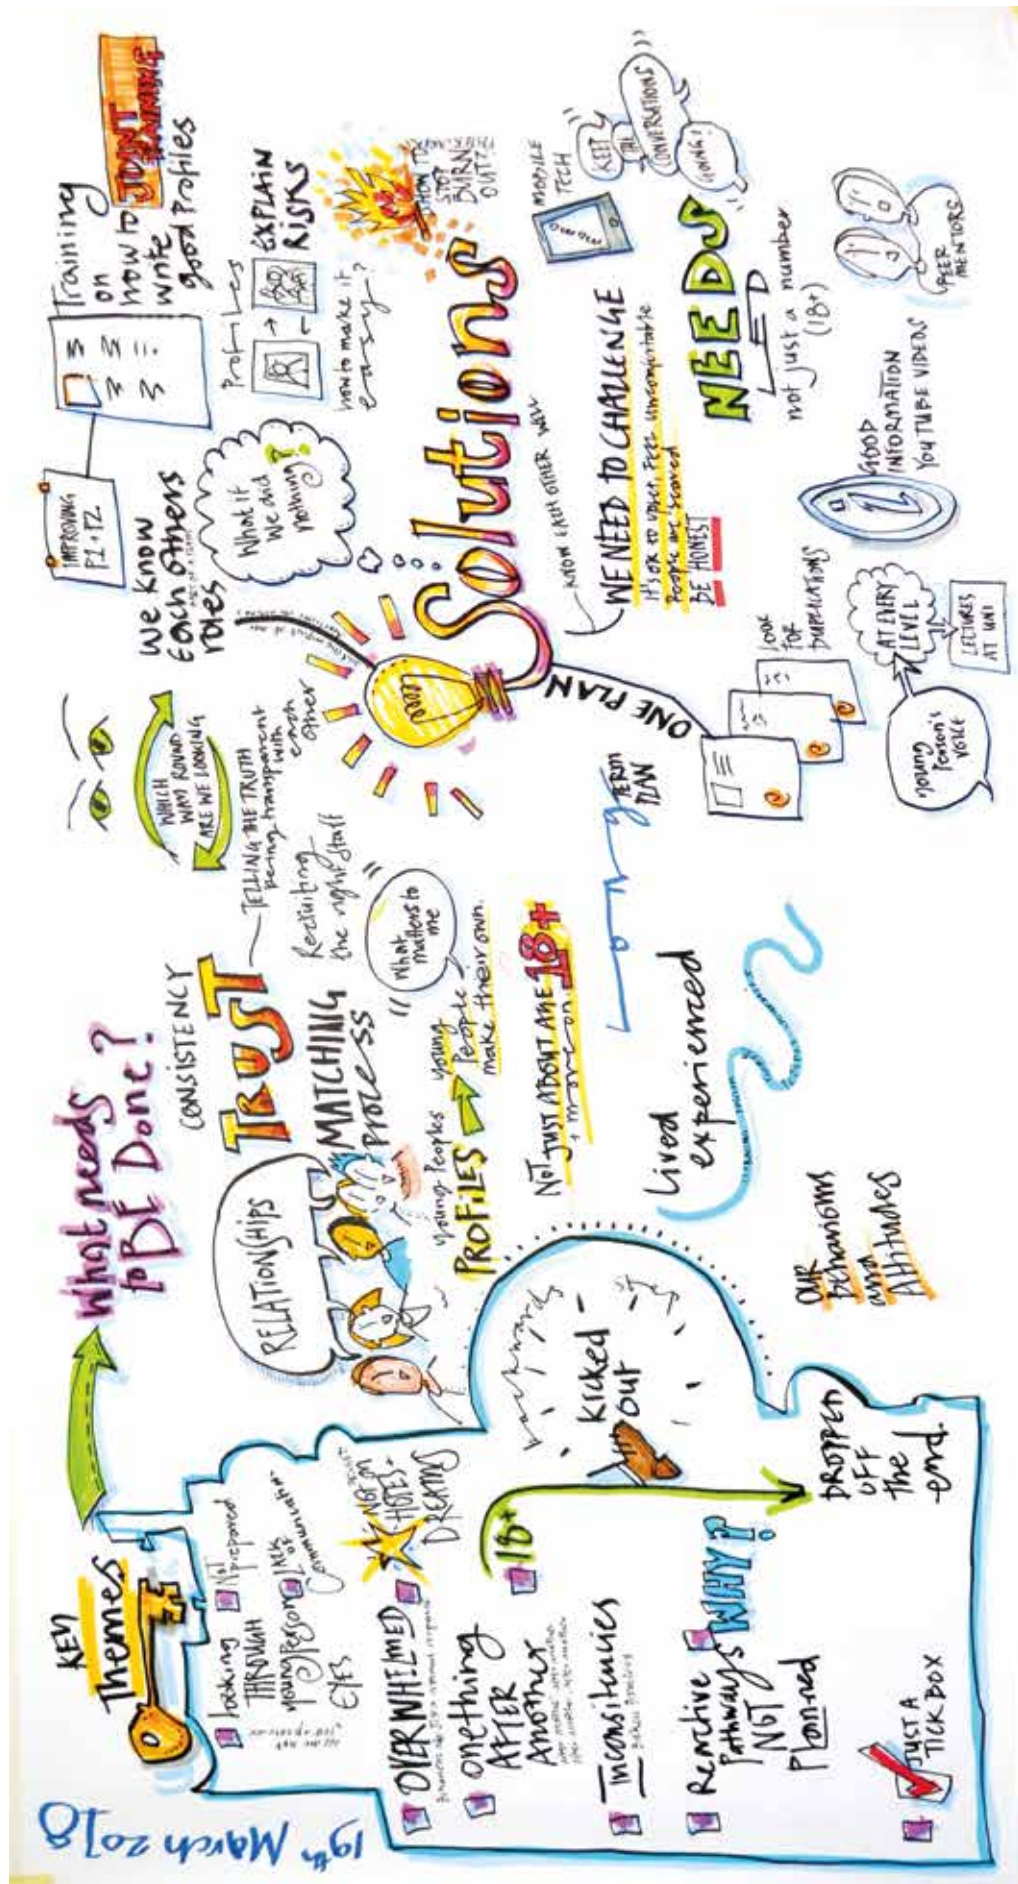 19th March 2018
KEY
Themes
Looking
THROUGH
young Person
EYES
Not
prepared
LACK
OF
Communication
OVERWHELMED
HOPES -
DREAMS
onething
AFTER
Another
18+
Inconsitencies
Reactive
Pathways
NOT
Planned
WHY?
JUST A
TICK BOX
DROPPED
OFF
the
end.
backwards
Kicked
out
OUR
Behaviours
and
Attitudes
What needs
to BE Done?
RELATIONSHIPS
CONSISTENCY
TRUST
TELLING THE TRUTH
being transparent
with
each
other
MATCHING
PROCESS
Recruiting
the right staff
"What
matters to
me"
Young Peoples
PROFILES
Young
People
make their own.
NOT JUST ABOUT AGE 18+
+ move on.
Lived
experienced
Long
TERM
PLAN
WHICH
WAY ROUND
ARE WE LOOKING
We Know
Each Others
roles
IMPROVING
P1 + P2
Training
on
how to
write
good Profiles
JOINT
TRAINING
What if
We did
nothing?
Profiles
EXPLAIN
RISKS
how to make it
easy?
HOW TO
STOP
BURN
OUT?
Solutions
ONE PLAN
KNOW EACH OTHER WELL
WE NEED TO CHALLENGE
It's ok to upset, Feel uncomfortable
People are scared
BE HONEST
MOBILE
TECH
KEEP
THE
CONVERSATIONS
GOING!
NEEDS
LED
not just a number
(18+)
LOOK
FOR
DUPLICATIONS
Young
Person's
VOICE
AT EVERY
LEVEL
LECTURES
AT UNI
GOOD
INFORMATION
YOUTUBE VIDEOS
PEER
MENTORS